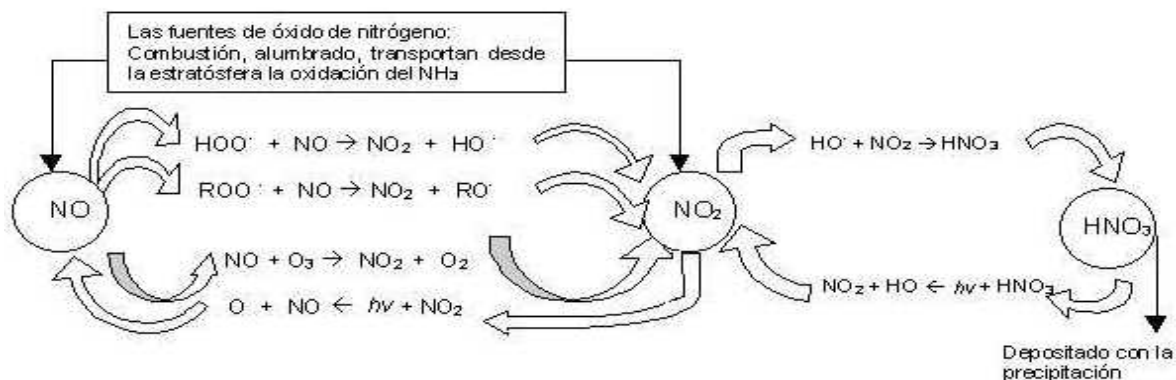 Las fuentes de óxido de nitrógeno:
Combustión, alumbrado, transportan desde
la estratósfera la oxidación del NH₃
HOO˙ + NO → NO₂ + HO˙
ROO˙ + NO → NO₂ + RO˙
NO + O₃ → NO₂ + O₂
O + NO ← hν + NO₂
NO
NO₂
HO˙ + NO₂ → HNO₃
HNO₃
NO₂ + HO ← hν + HNO₃
Depositado con la
precipitación